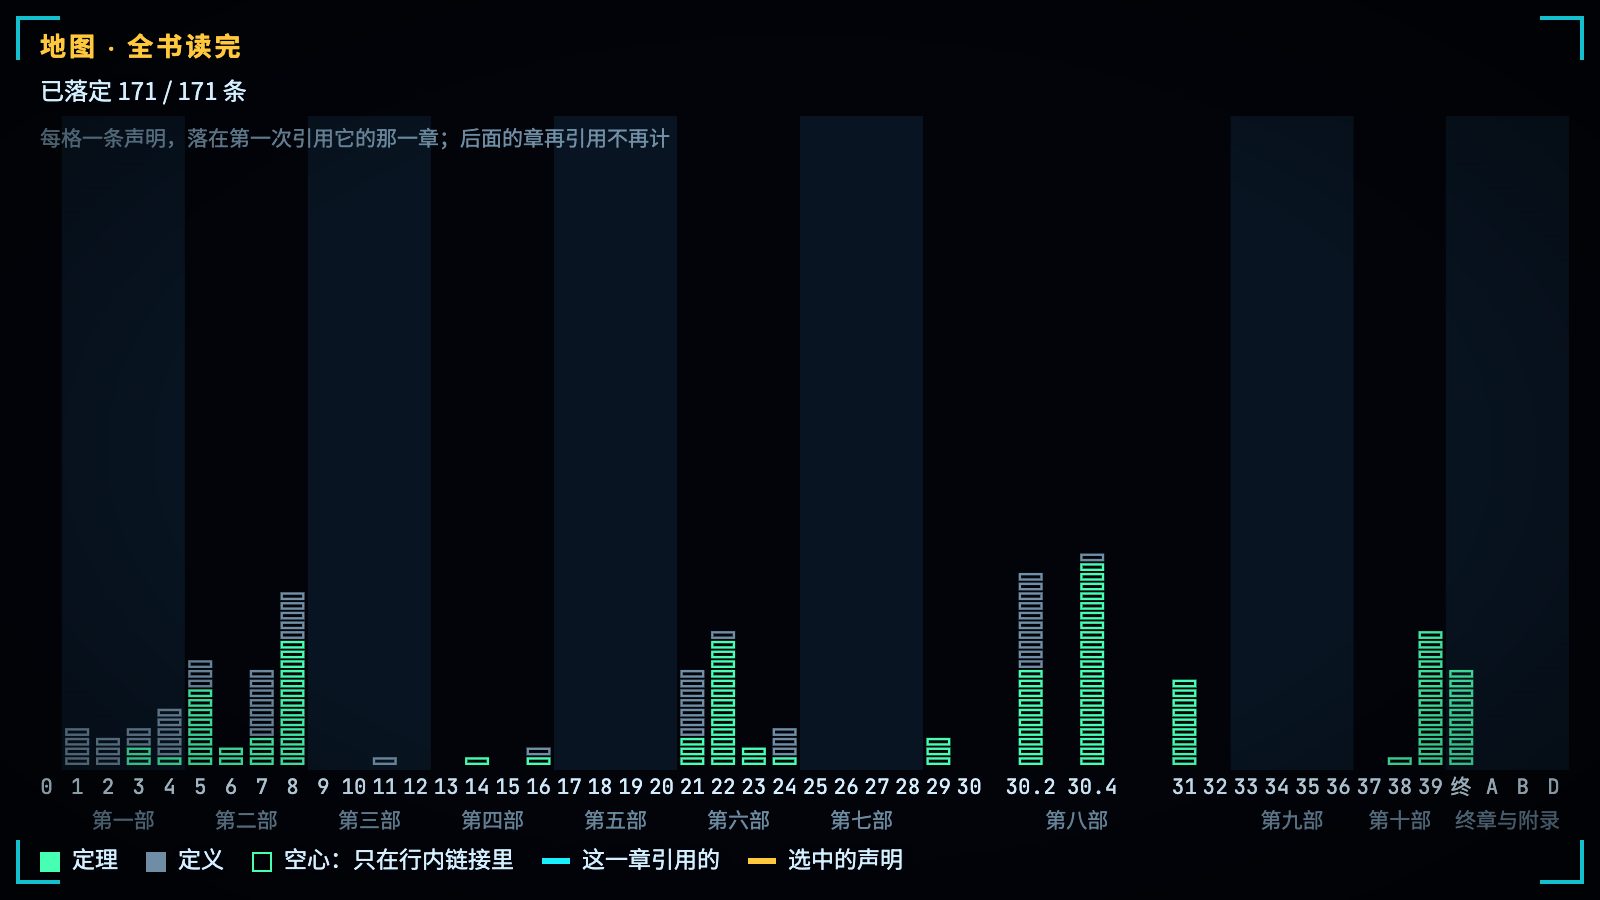 地图 · 全书读完
已落定 171 / 171 条
每格一条声明，落在第一次引用它的那一章；后面的章再引用不再计
0 1 2 3 4 5 6 7 8 9 10 11 12 13 14 15 16 17 18 19 20 21 22 23 24 25 26 27 28 29 30 30.2 30.4 31 32 33 34 35 36 37 38 39 终 A B D
第一部 第二部 第三部 第四部 第五部 第六部 第七部 第八部 第九部 第十部 终章与附录
定理 定义 空心：只在行内链接里 这一章引用的 选中的声明